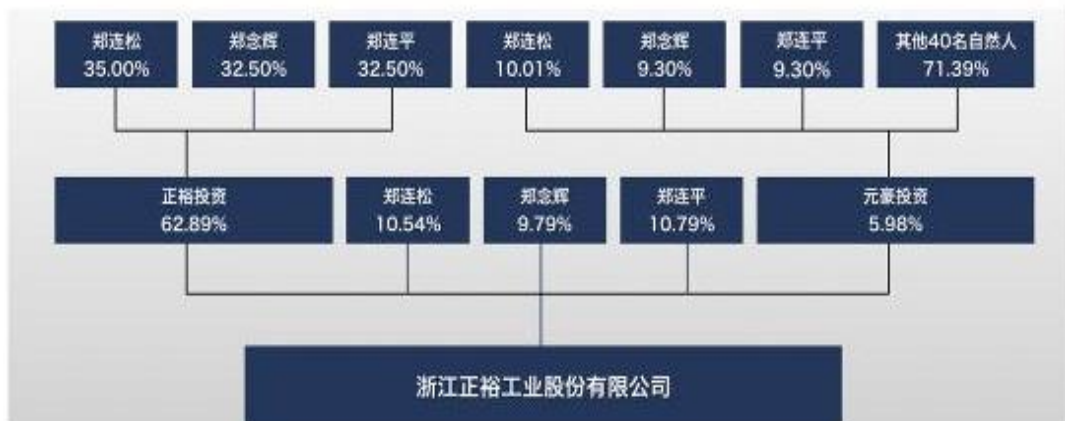 郑连松
35.00%
郑念辉
32.50%
郑连平
32.50%
郑连松
10.01%
郑念辉
9.30%
郑连平
9.30%
其他40名自然人
71.39%
正裕投资
62.89%
郑连松
10.54%
郑念辉
9.79%
郑连平
10.79%
元豪投资
5.98%
浙江正裕工业股份有限公司